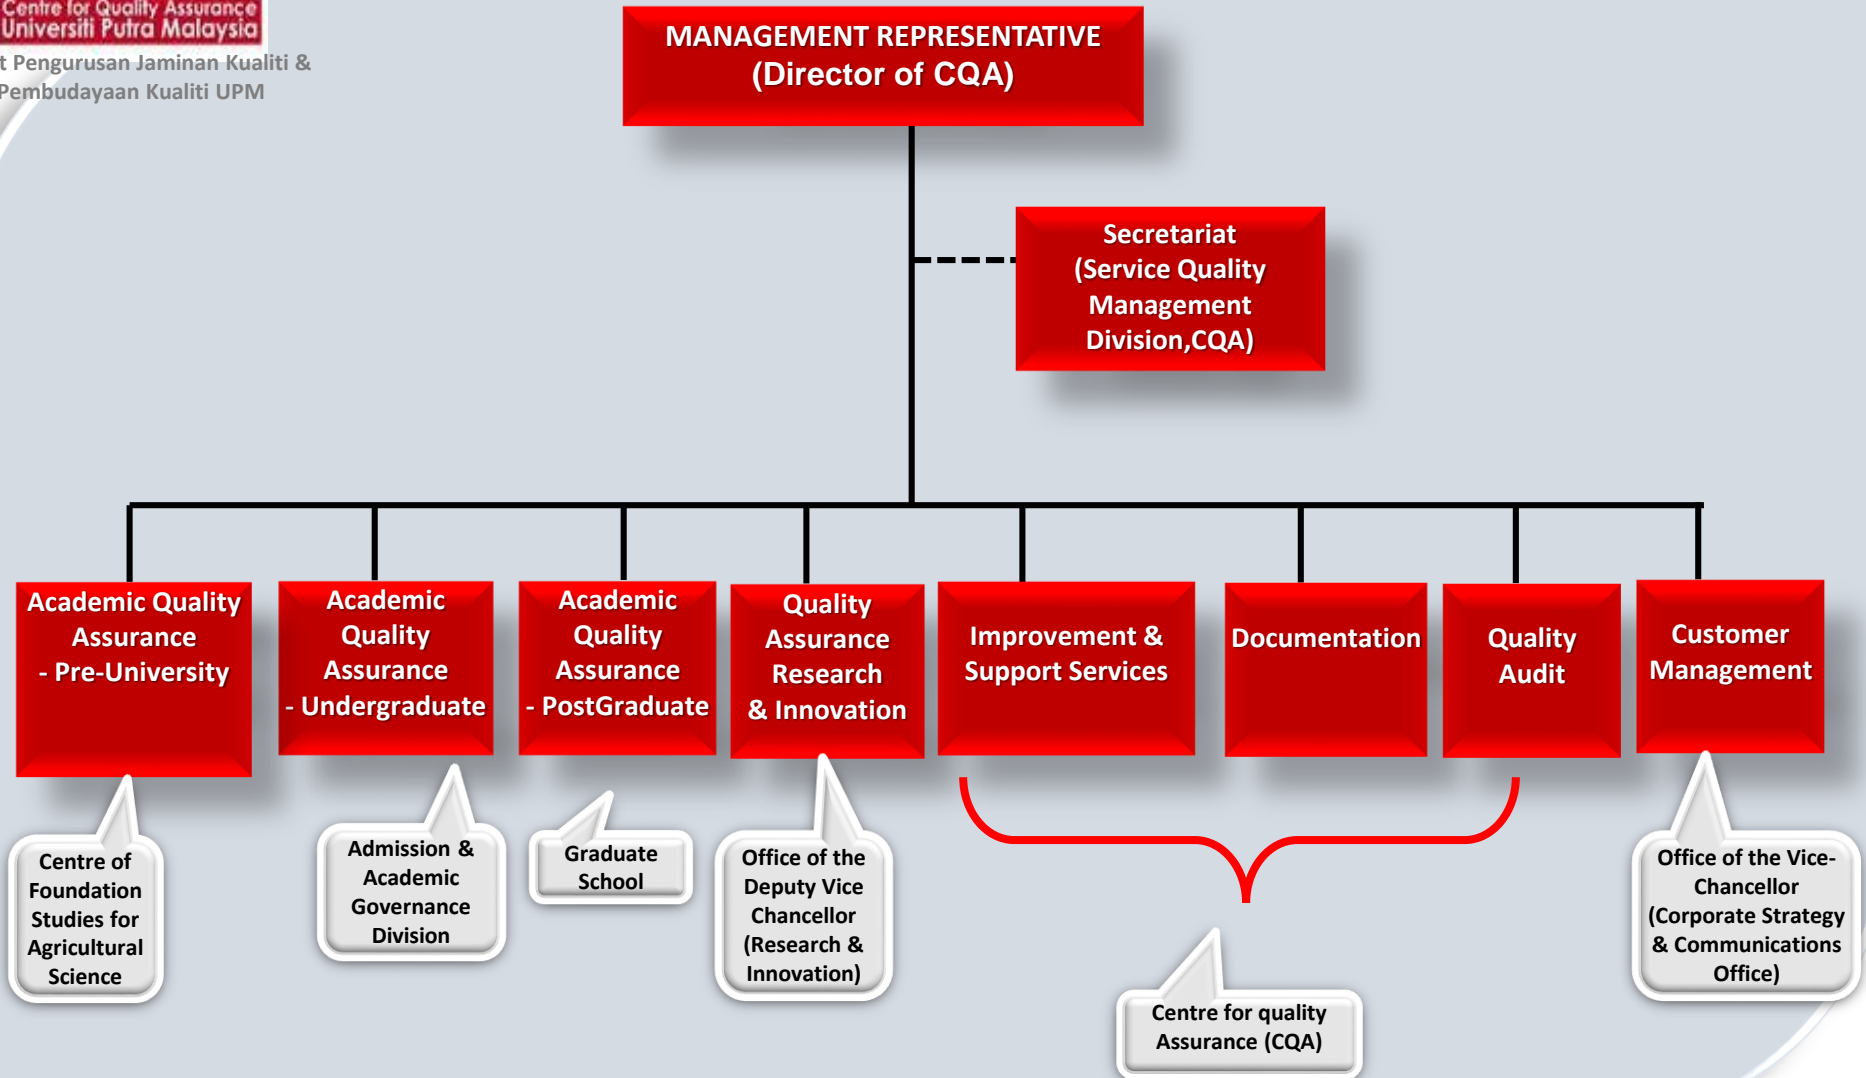 Centre for Quality Assurance
Universiti Putra Malaysia
t Pengurusan Jaminan Kualiti &
Pembudayaan Kualiti UPM
MANAGEMENT REPRESENTATIVE
(Director of CQA)
Secretariat
(Service Quality
Management
Division,CQA)
Academic Quality
Assurance
- Pre-University
Academic
Quality
Assurance
- Undergraduate
Academic
Quality
Assurance
- PostGraduate
Quality
Assurance
Research
& Innovation
Improvement &
Support Services
Documentation
Quality
Audit
Customer
Management
Centre of
Foundation
Studies for
Agricultural
Science
Admission &
Academic
Governance
Division
Graduate
School
Office of the
Deputy Vice
Chancellor
(Research &
Innovation)
Centre for quality
Assurance (CQA)
Office of the Vice-
Chancellor
(Corporate Strategy
& Communications
Office)